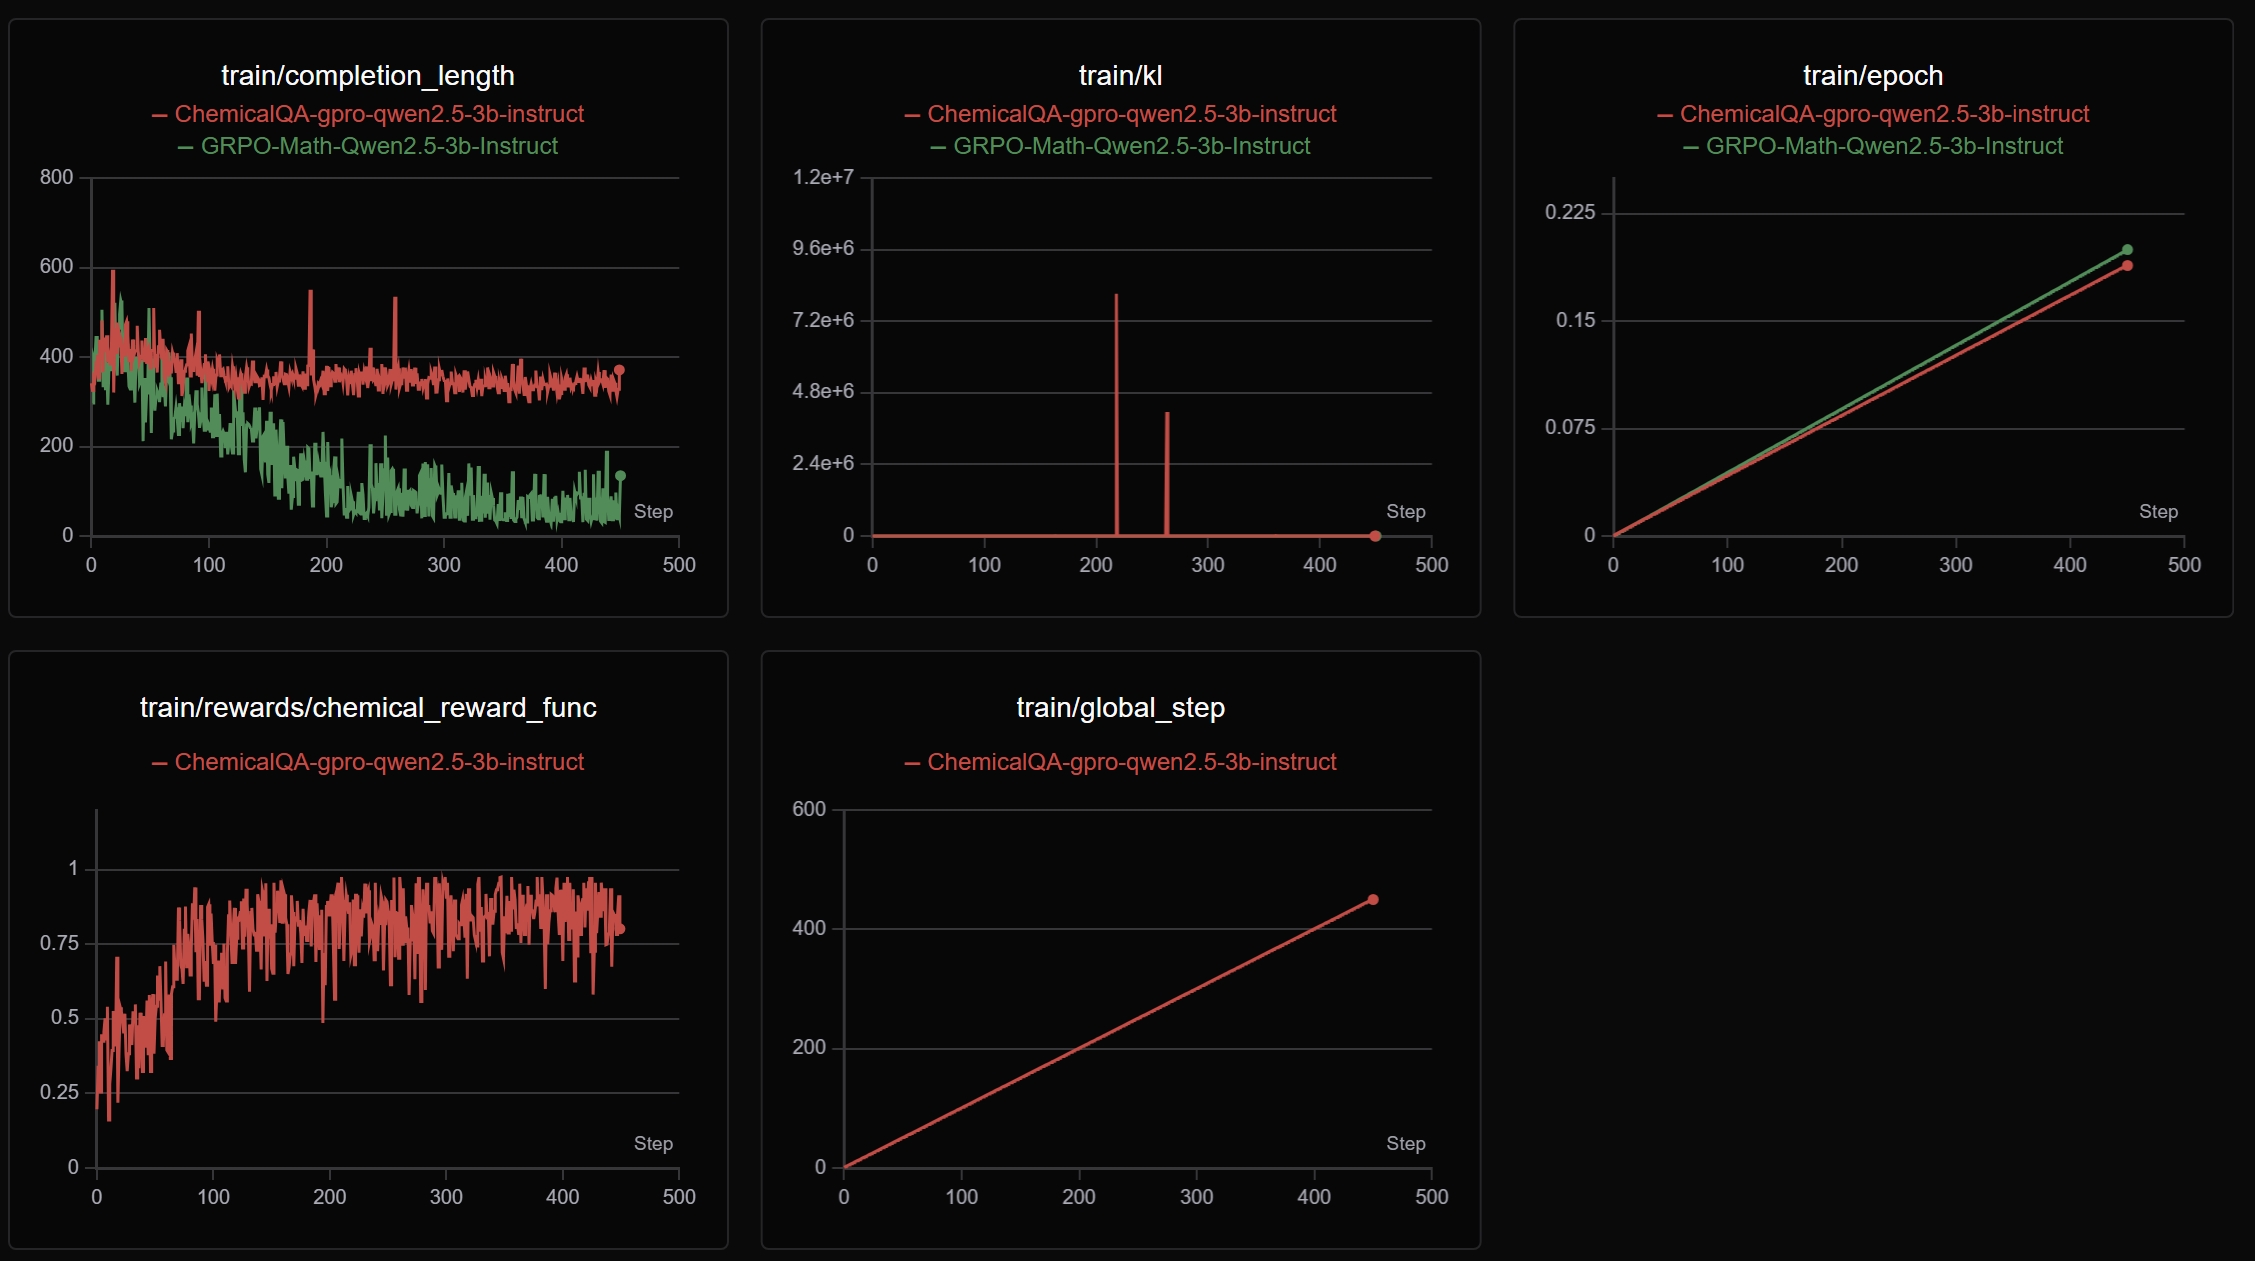 train/completion_length
ChemicalQA-gpro-qwen2.5-3b-instruct
GRPO-Math-Qwen2.5-3b-Instruct
800
600
400
200
0
Step
0 100 200 300 400 500
train/kl
ChemicalQA-gpro-qwen2.5-3b-instruct
GRPO-Math-Qwen2.5-3b-Instruct
1.2e+7
9.6e+6
7.2e+6
4.8e+6
2.4e+6
0
Step
0 100 200 300 400 500
train/epoch
ChemicalQA-gpro-qwen2.5-3b-instruct
GRPO-Math-Qwen2.5-3b-Instruct
0.225
0.15
0.075
0
Step
0 100 200 300 400 500
train/rewards/chemical_reward_func
ChemicalQA-gpro-qwen2.5-3b-instruct
1
0.75
0.5
0.25
0
Step
0 100 200 300 400 500
train/global_step
ChemicalQA-gpro-qwen2.5-3b-instruct
600
400
200
0
Step
0 100 200 300 400 500